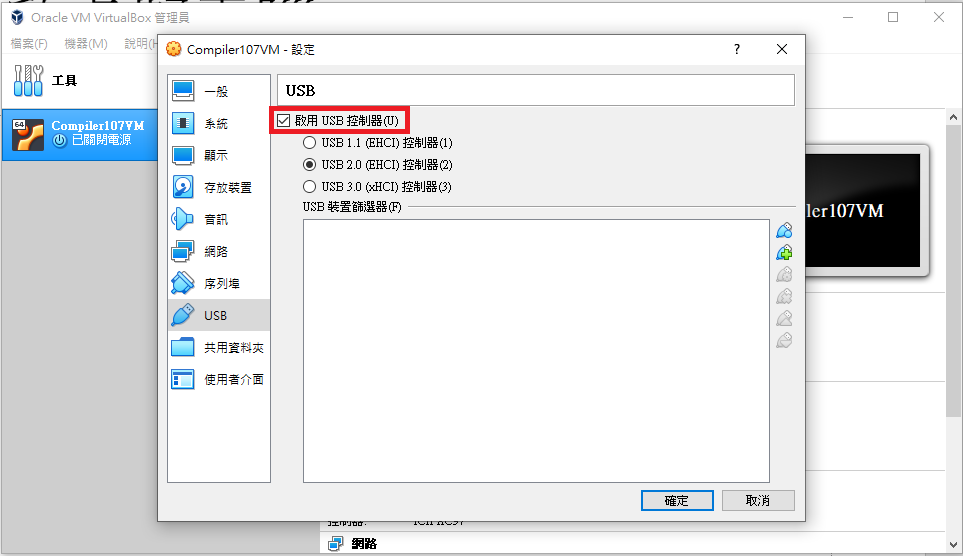 Oracle VM VirtualBox 管理員
檔案(F) 機器(M) 說明(H
工具
64
Compiler107VM
已關閉電源
Compiler107VM - 設定
?
一般
系統
顯示
存放裝置
音訊
網路
序列埠
USB
共用資料夾
使用者介面
USB
啟用 USB 控制器(U)
USB 1.1 (EHCI) 控制器(1)
USB 2.0 (EHCI) 控制器(2)
USB 3.0 (xHCI) 控制器(3)
USB 裝置篩選器(F)
確定
取消
ler107VM
控制器: ICH AC97
網路